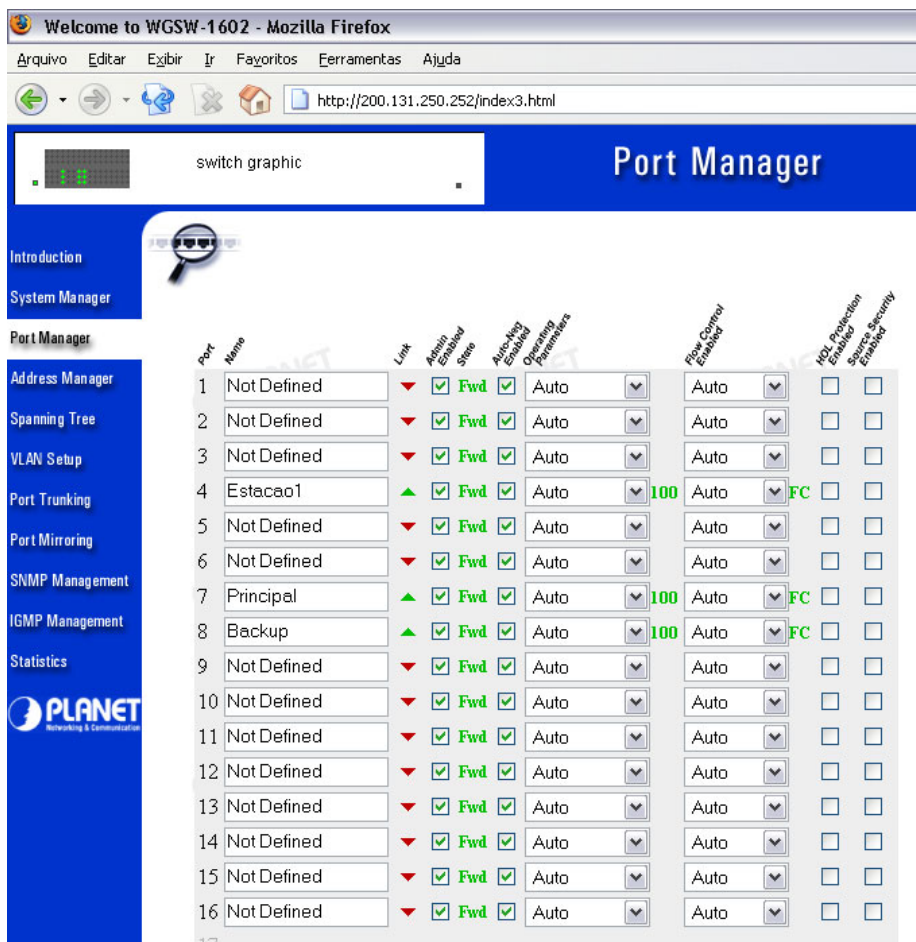 Welcome to WGSW-1602 - Mozilla Firefox
Arquivo Editar Exibir Ir Favoritos Ferramentas Ajuda
http://200.131.250.252/index3.html
switch graphic
Port Manager
Introduction
System Manager
Port Manager
Address Manager
Spanning Tree
VLAN Setup
Port Trunking
Port Mirroring
SNMP Management
IGMP Management
Statistics
PLANET
Networking & Communication
Port Name Link Admin Enabled State Auto-Neg Enabled Operating Parameters Flow Control Enabled HOL Protection Enabled Source Security Enabled
1 Not Defined Fwd Auto Auto
2 Not Defined Fwd Auto Auto
3 Not Defined Fwd Auto Auto
4 Estacao1 Fwd Auto 100 Auto FC
5 Not Defined Fwd Auto Auto
6 Not Defined Fwd Auto Auto
7 Principal Fwd Auto 100 Auto FC
8 Backup Fwd Auto 100 Auto FC
9 Not Defined Fwd Auto Auto
10 Not Defined Fwd Auto Auto
11 Not Defined Fwd Auto Auto
12 Not Defined Fwd Auto Auto
13 Not Defined Fwd Auto Auto
14 Not Defined Fwd Auto Auto
15 Not Defined Fwd Auto Auto
16 Not Defined Fwd Auto Auto